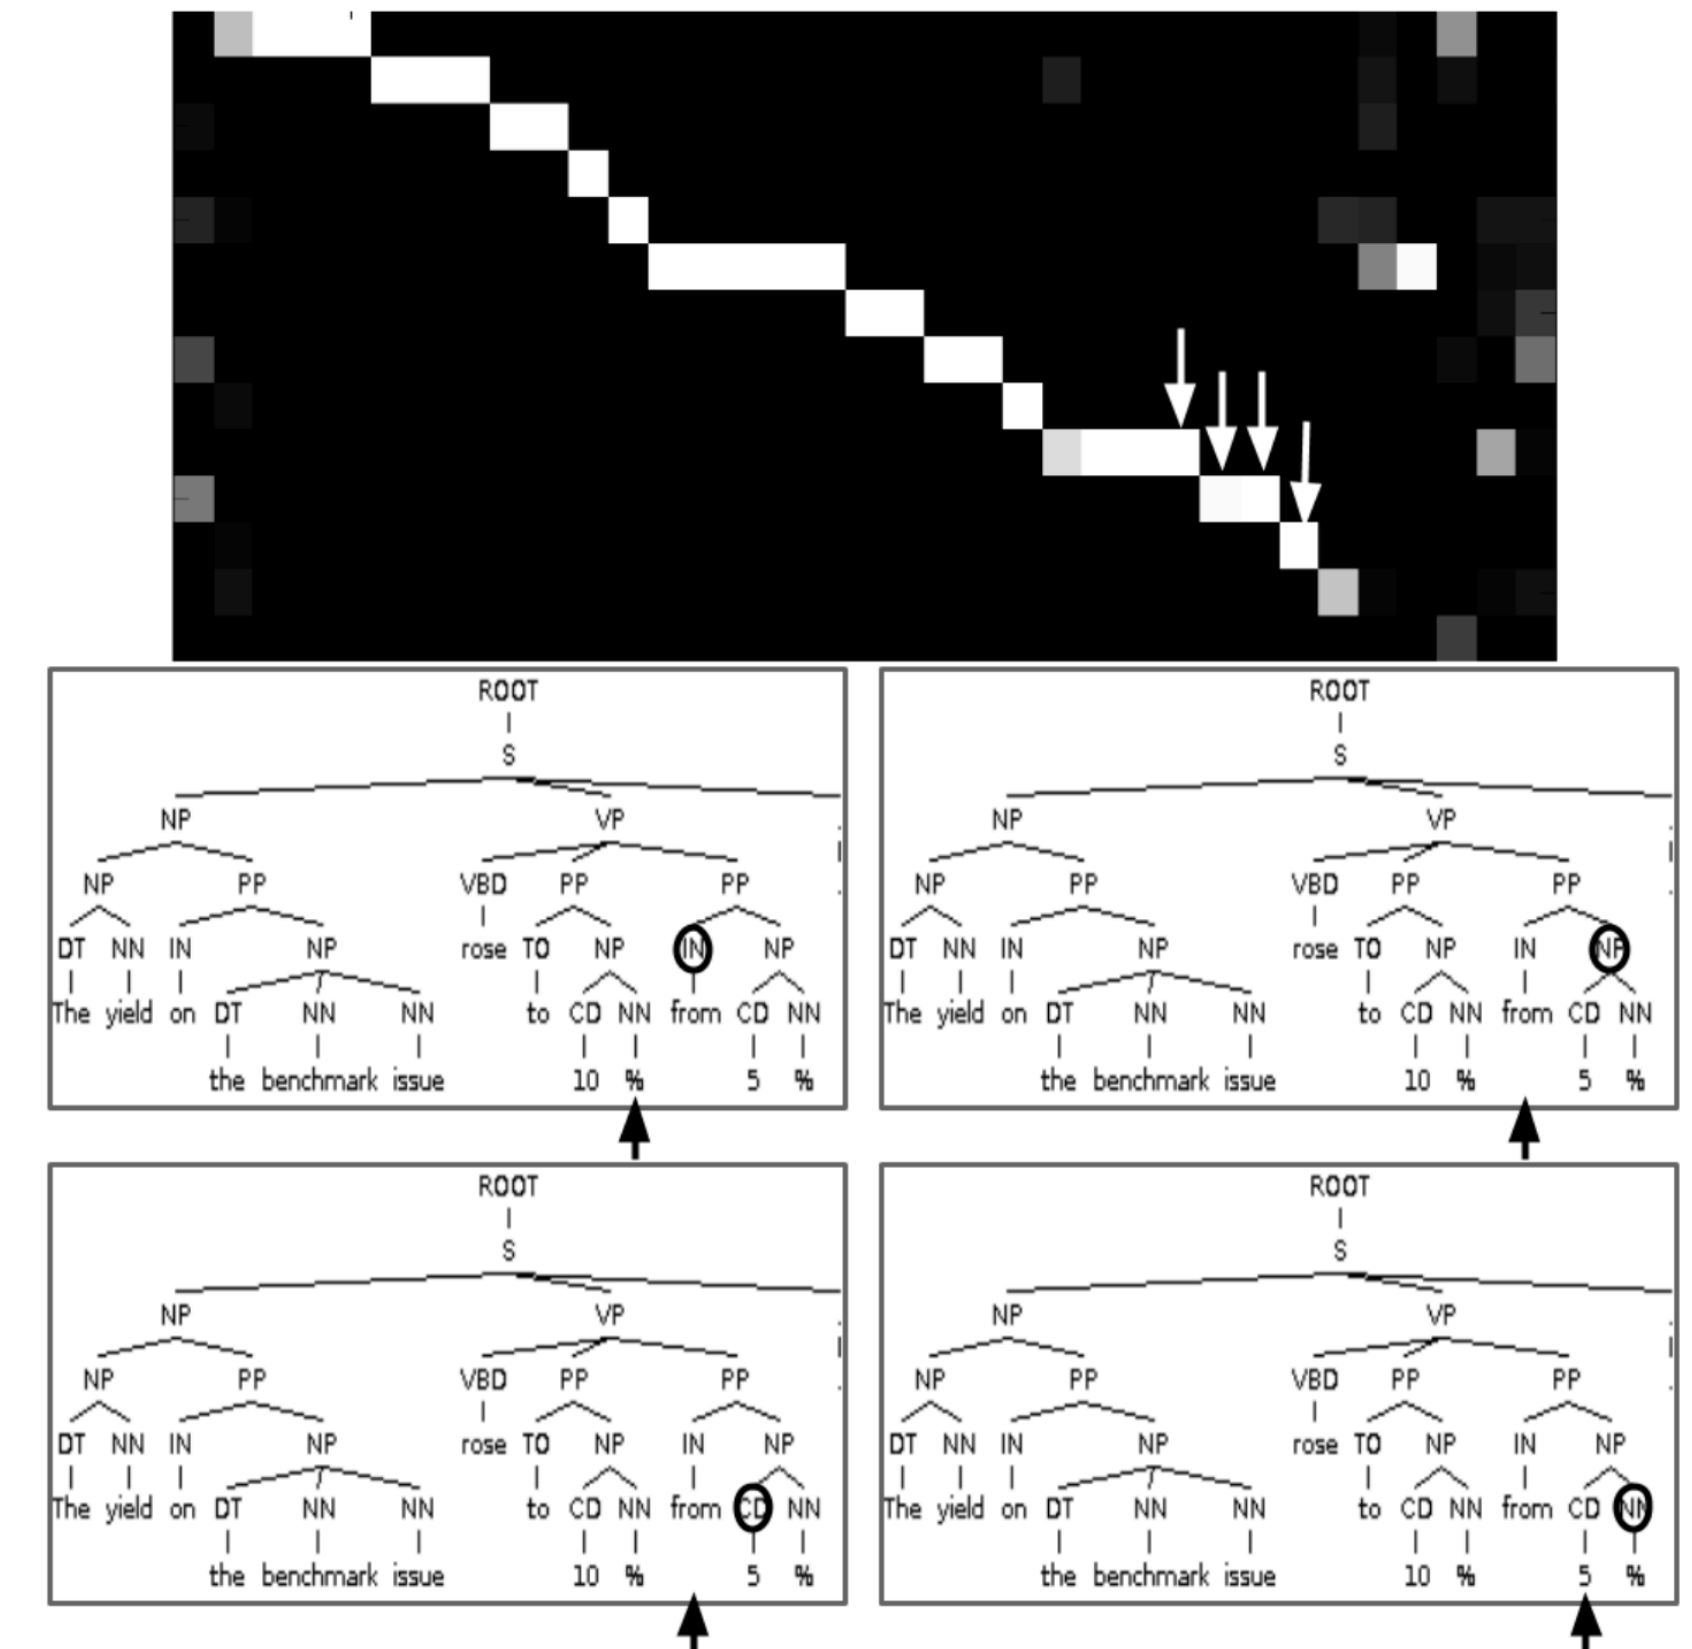 ROOT
S
NP VP
NP PP VBD PP PP
DT NN IN NP rose TO NP IN NP
The yield on DT NN NN to CD NN from CD NN
the benchmark issue 10 % 5 %
ROOT
S
NP VP
NP PP VBD PP PP
DT NN IN NP rose TO NP IN NP
The yield on DT NN NN to CD NN from CD NN
the benchmark issue 10 % 5 %
ROOT
S
NP VP
NP PP VBD PP PP
DT NN IN NP rose TO NP IN NP
The yield on DT NN NN to CD NN from CD NN
the benchmark issue 10 % 5 %
ROOT
S
NP VP
NP PP VBD PP PP
DT NN IN NP rose TO NP IN NP
The yield on DT NN NN to CD NN from CD NN
the benchmark issue 10 % 5 %